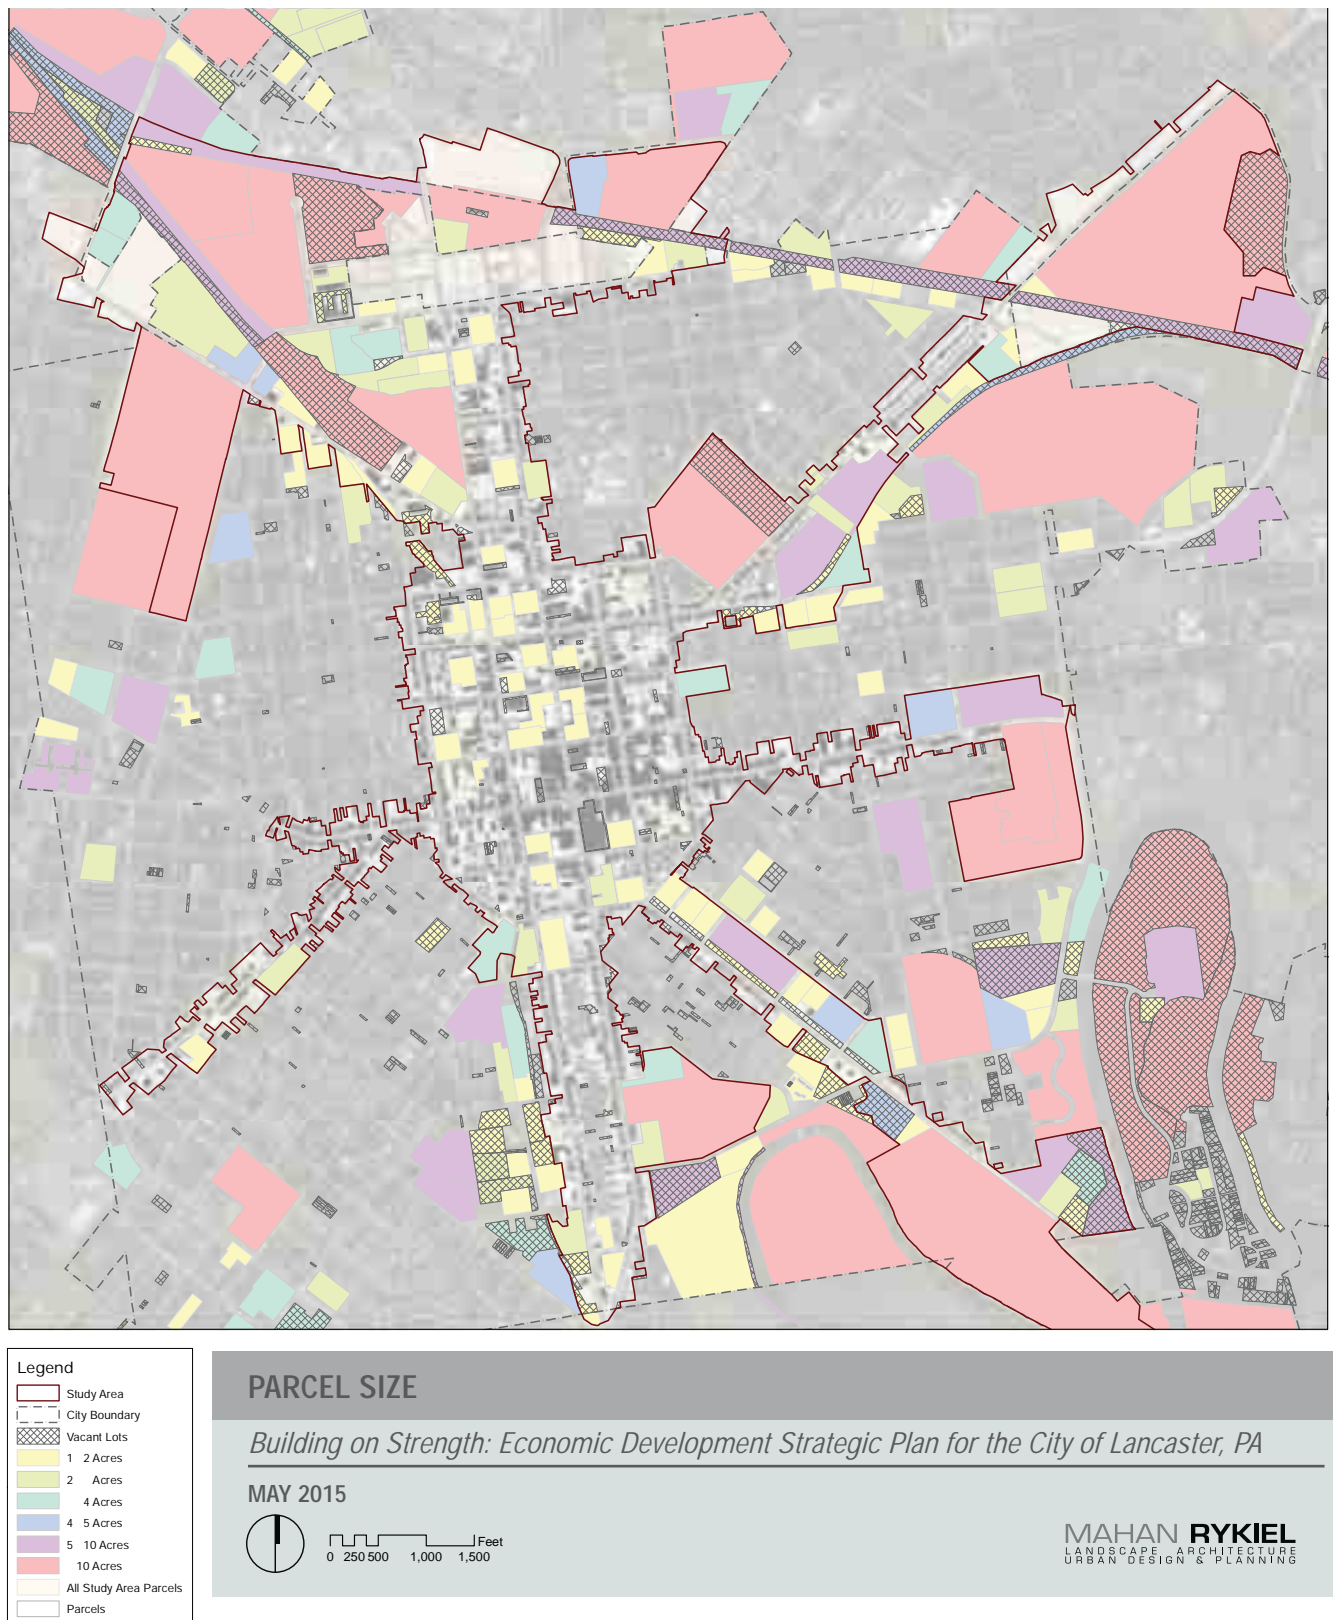 Legend
Study Area
City Boundary
Vacant Lots
1 2 Acres
2 Acres
4 Acres
4 5 Acres
5 10 Acres
10 Acres
All Study Area Parcels
Parcels
PARCEL SIZE
Building on Strength: Economic Development Strategic Plan for the City of Lancaster, PA
MAY 2015
Feet
0 250 500 1,000 1,500
MAHAN RYKIEL
LANDSCAPE ARCHITECTURE
URBAN DESIGN & PLANNING